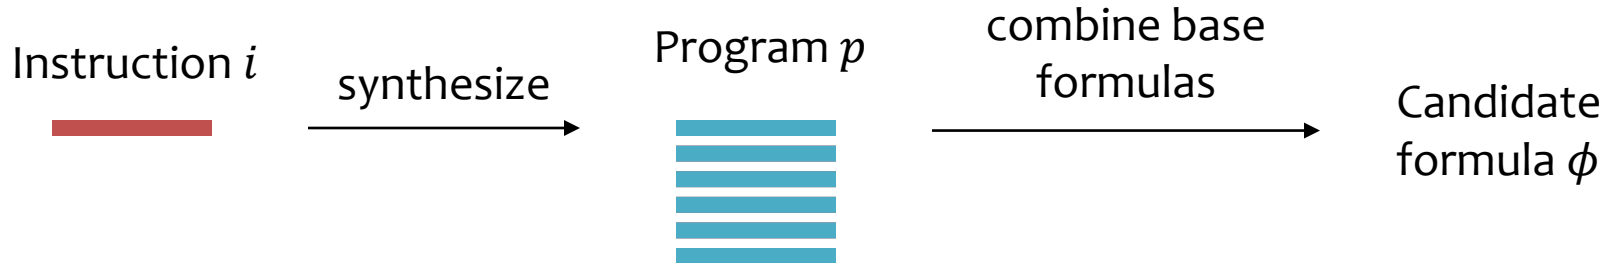 Instruction i
synthesize
Program p
combine base
formulas
Candidate
formula ϕ